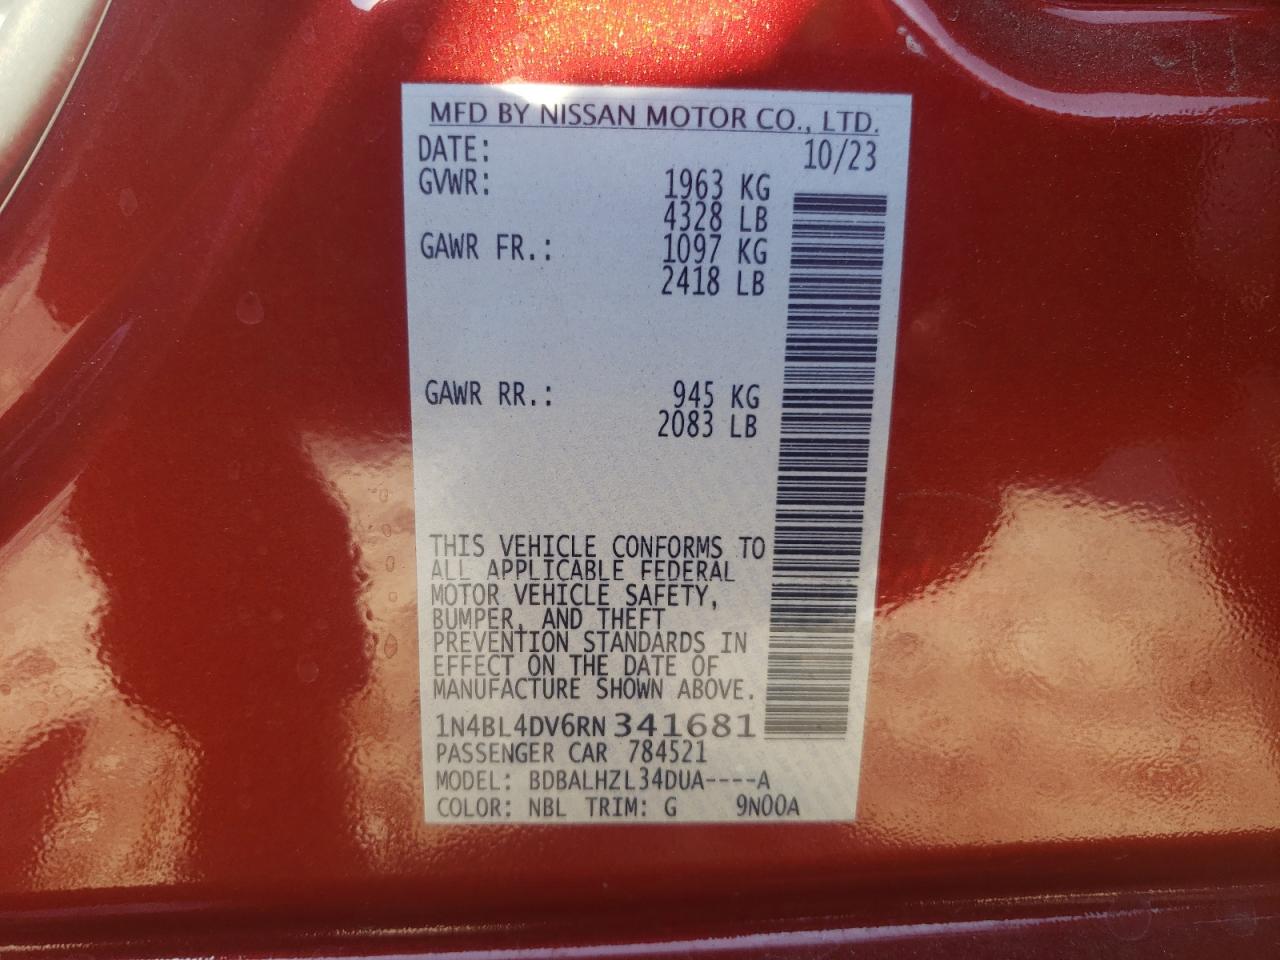 MFD BY NISSAN MOTOR CO., LTD.
DATE: 10/23
GVWR: 1963 KG
4328 LB
GAWR FR.: 1097 KG
2418 LB
GAWR RR.: 945 KG
2083 LB
THIS VEHICLE CONFORMS TO
ALL APPLICABLE FEDERAL
MOTOR VEHICLE SAFETY,
BUMPER, AND THEFT
PREVENTION STANDARDS IN
EFFECT ON THE DATE OF
MANUFACTURE SHOWN ABOVE.
1N4BL4DV6RN 341681
PASSENGER CAR 784521
MODEL: BDBALHZL34DUA----A
COLOR: NBL TRIM: G 9N00A